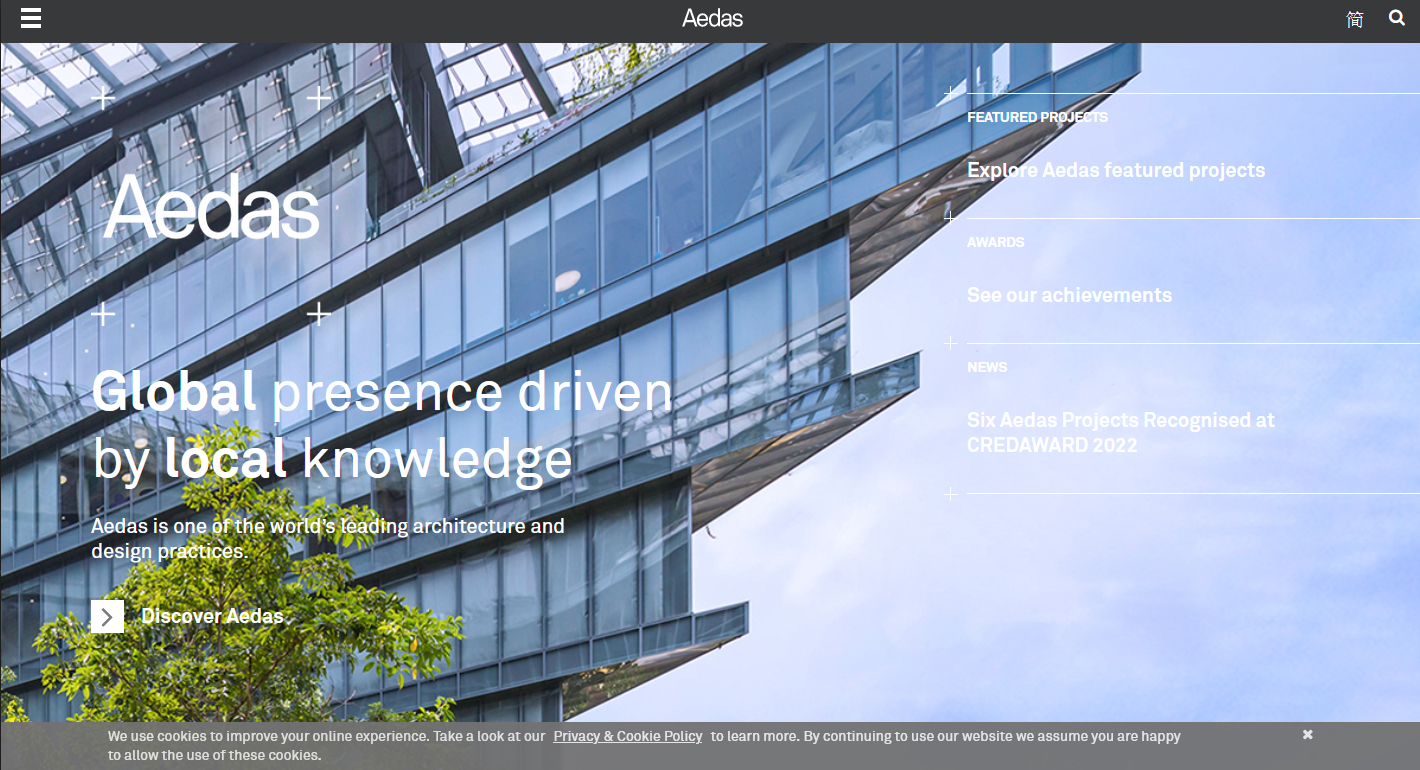 Aedas
简
Aedas
Global presence driven
by local knowledge
Aedas is one of the world's leading architecture and
design practices.
Discover Aedas
FEATURED PROJECTS
Explore Aedas featured projects
AWARDS
See our achievements
NEWS
Six Aedas Projects Recognised at
CREDAWARD 2022
We use cookies to improve your online experience. Take a look at our Privacy & Cookie Policy to learn more. By continuing to use our website we assume you are happy
to allow the use of these cookies.